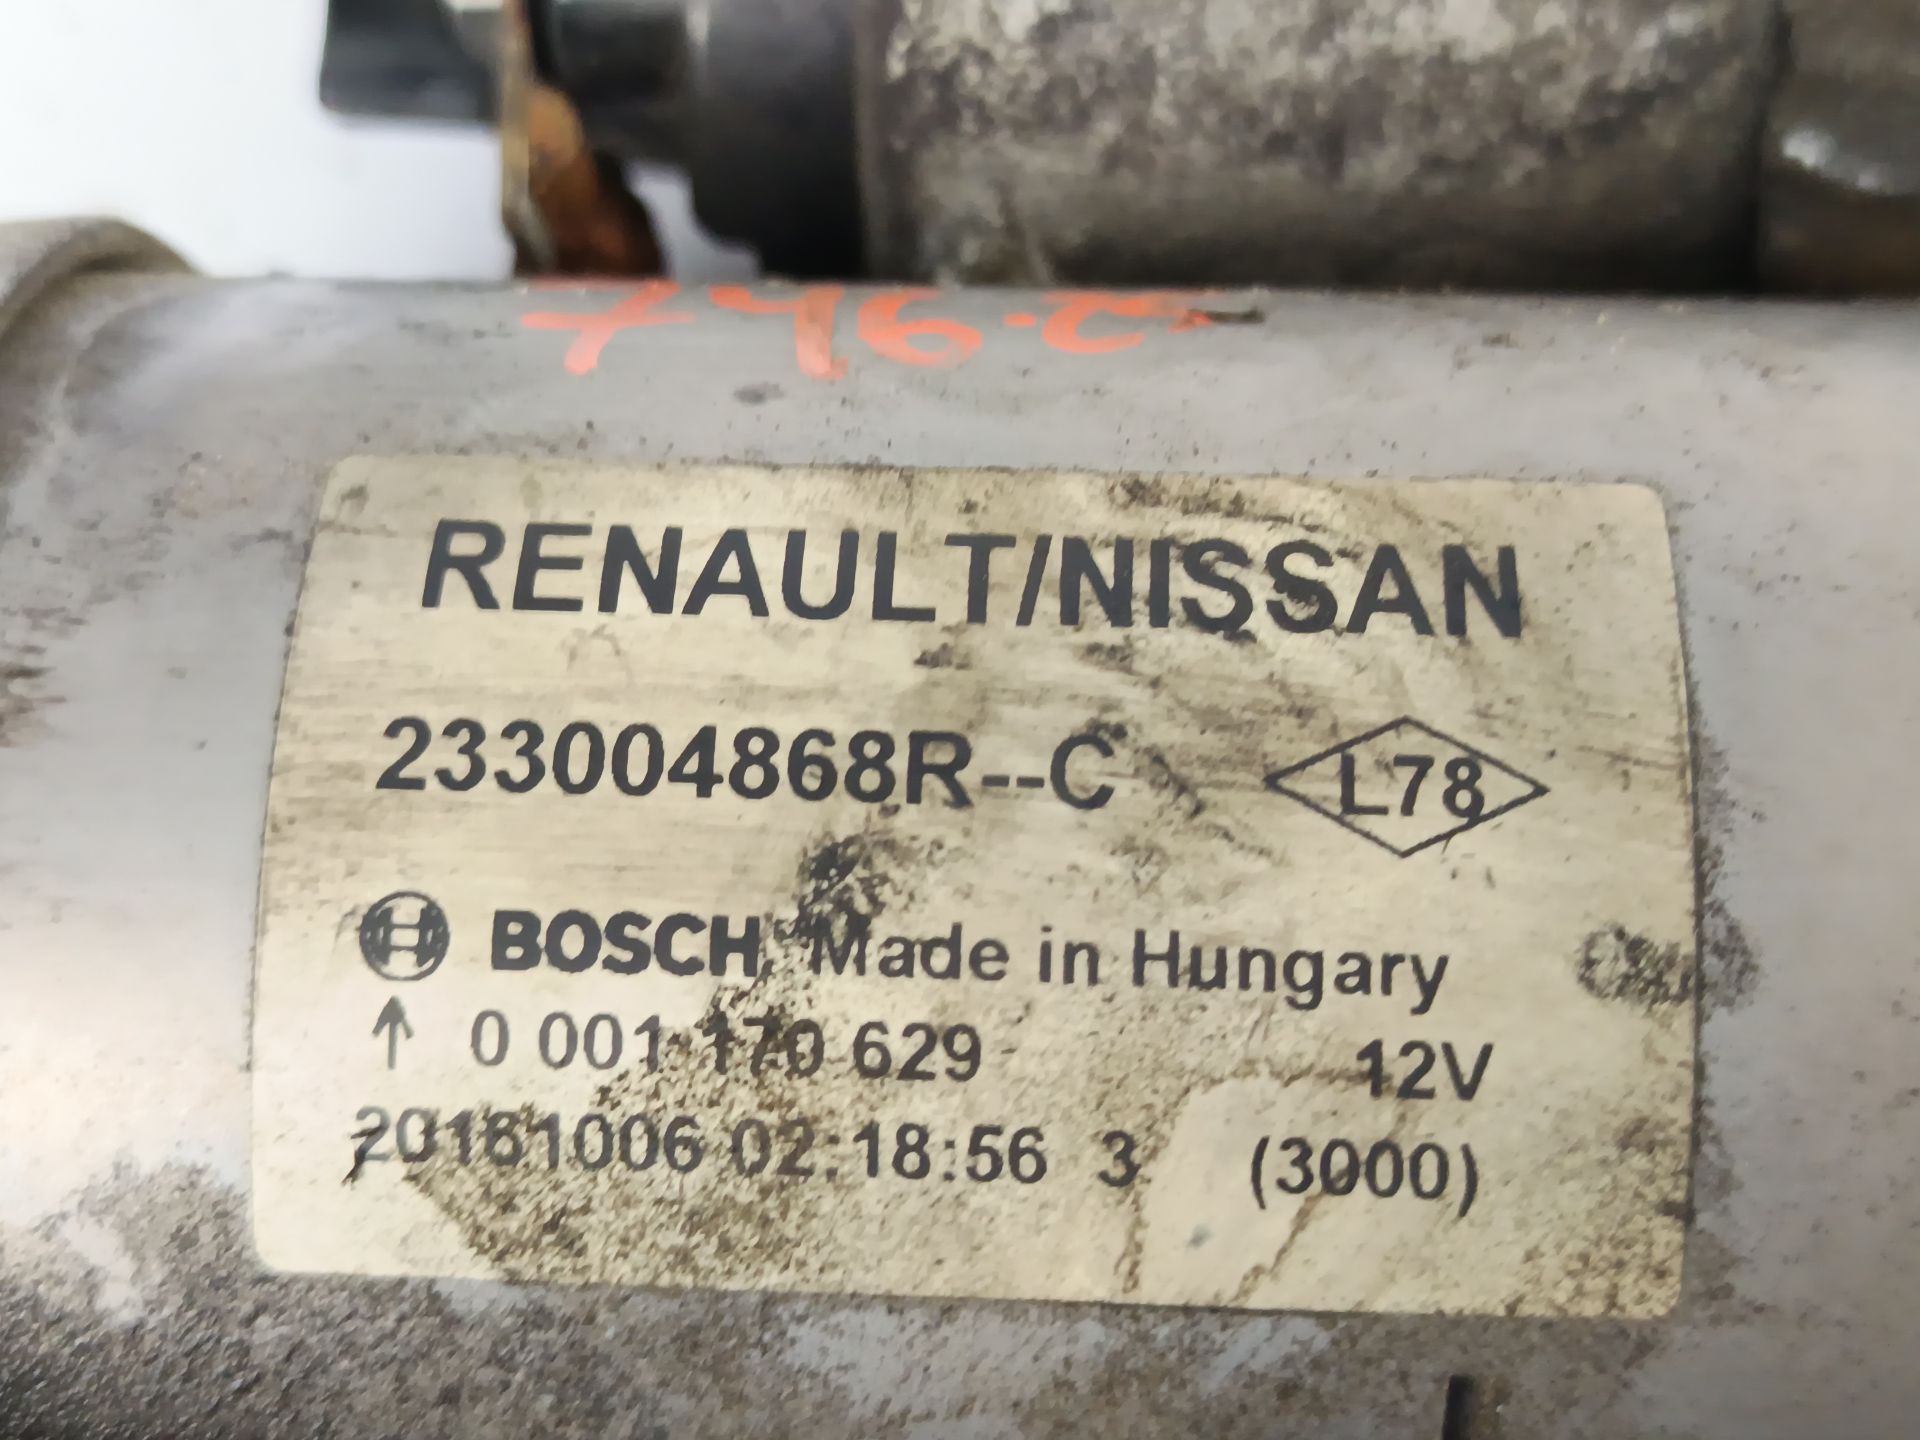 RENAULT/NISSAN
233004868R--C L78
BOSCH Made in Hungary
↑ 0 001 170 629 12V
20161006 02:18:56 3 (3000)